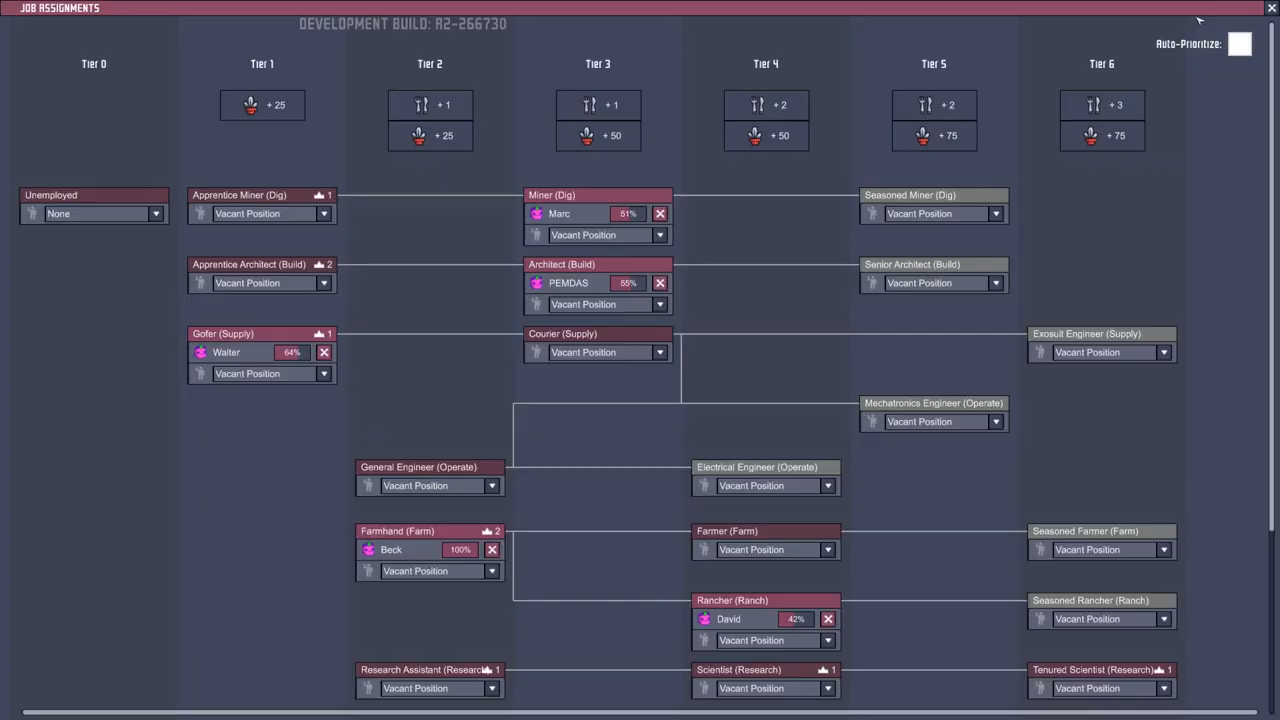 JOB ASSIGNMENTS
DEVELOPMENT BUILD: R2-266730
Auto-Prioritize:
Tier 0 Tier 1 Tier 2 Tier 3 Tier 4 Tier 5 Tier 6
+ 25 + 1 + 1 + 2 + 2 + 3
+ 25 + 50 + 50 + 75 + 75
Unemployed Apprentice Miner (Dig) 1 Miner (Dig) Seasoned Miner (Dig)
None Vacant Position Marc 51% Vacant Position
Vacant Position
Apprentice Architect (Build) 2 Architect (Build) Senior Architect (Build)
Vacant Position PEMDAS 55% Vacant Position
Vacant Position
Gofer (Supply) 1 Courier (Supply) Exosuit Engineer (Supply)
Walter 64% Vacant Position Vacant Position
Vacant Position
Mechatronics Engineer (Operate)
Vacant Position
General Engineer (Operate) Electrical Engineer (Operate)
Vacant Position Vacant Position
Farmhand (Farm) 2 Farmer (Farm) Seasoned Farmer (Farm)
Beck 100% Vacant Position Vacant Position
Vacant Position
Rancher (Ranch) Seasoned Rancher (Ranch)
David 42% Vacant Position
Vacant Position
Research Assistant (Research 1 Scientist (Research) 1 Tenured Scientist (Research) 1
Vacant Position Vacant Position Vacant Position